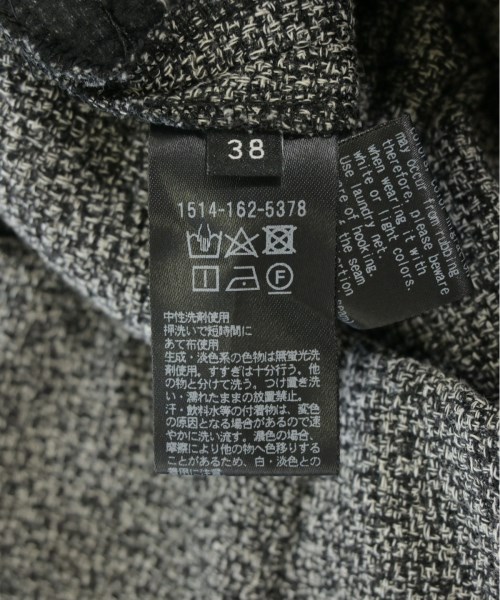 38
1514-162-5378
F
中性洗剤使用
押洗いで短時間に
あて布使用
生成・淡色系の色物は無蛍光洗
剤使用。すすぎは十分行う。他
の物と分けて洗う。つけ置き洗
い・濡れたままの放置禁止。
汗・飲料水等の付着物は、変色
の原因となる場合があるので速
やかに洗い流す。濃色の場合、
摩擦により他の物へ色移りする
ことがあるため、白・淡色との
着用に注意
may occur from rubbing
therefore, please beware
when wearing it with
white or light colors.
Use laundry net.
of hooking.
the seam